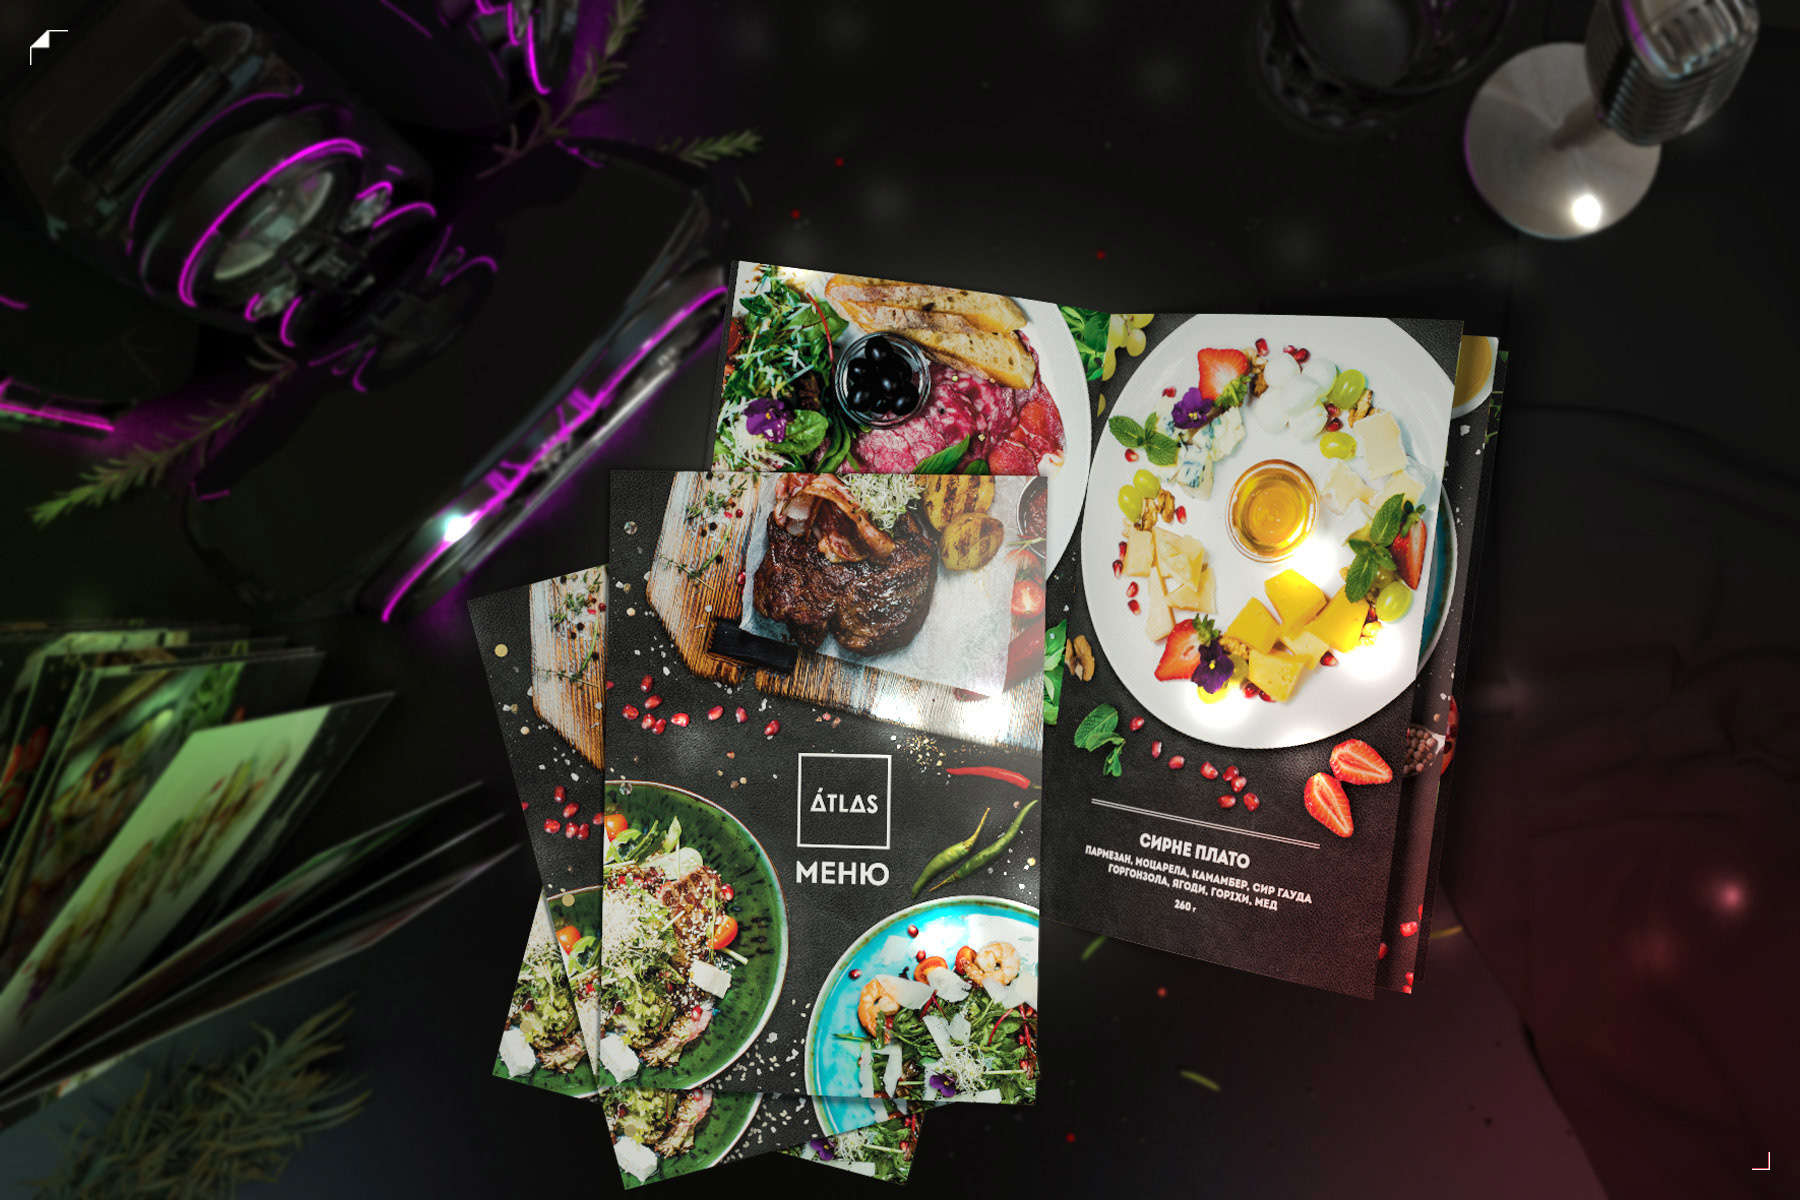 ÁTLAS
МЕНЮ
СИРНЕ ПЛАТО
ПАРМЕЗАН, МОЦАРЕЛА, КАМАМБЕР, СИР ГАУДА
ГОРГОНЗОЛА, ЯГОДИ, ГОРІХИ, МЕД
260 г